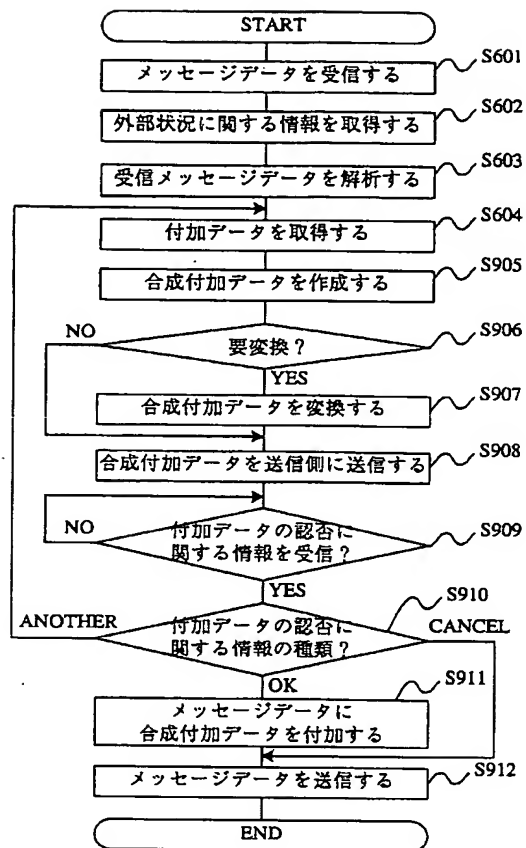 START
メッセージデータを受信する
S601
外部状況に関する情報を取得する
S602
受信メッセージデータを解析する
S603
付加データを取得する
S604
合成付加データを作成する
S905
要変換？
S906
NO
YES
合成付加データを変換する
S907
合成付加データを送信側に送信する
S908
付加データの認否に
関する情報を受信？
S909
NO
YES
付加データの認否に
関する情報の種類？
S910
ANOTHER
CANCEL
OK
メッセージデータに
合成付加データを付加する
S911
メッセージデータを送信する
S912
END